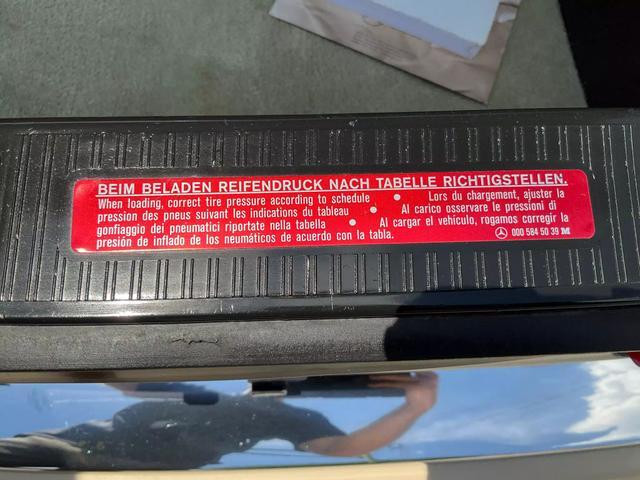 BEIM BELADEN REIFENDRUCK NACH TABELLE RICHTIGSTELLEN.
When loading, correct tire pressure according to schedule • Lors du chargement, ajuster la
pression des pneus suivant les indications du tableau • Al carico osservare le pressioni di
gonfiaggio dei pneumatici riportate nella tabella • Al cargar el vehículo, rogamos corregir la
presión de inflado de los neumáticos de acuerdo con la tabla. 000 584 50 39 M